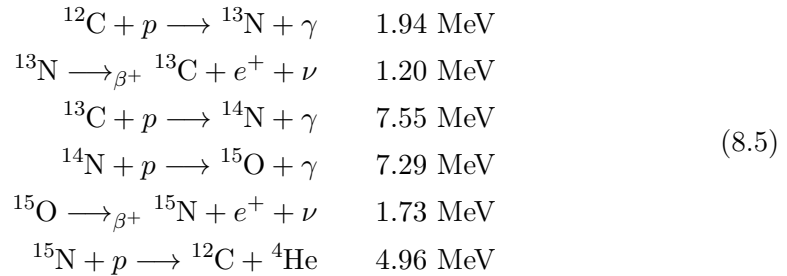 ¹²C + p ⟶ ¹³N + γ 1.94 MeV
¹³N ⟶β⁺ ¹³C + e⁺ + ν 1.20 MeV
¹³C + p ⟶ ¹⁴N + γ 7.55 MeV
¹⁴N + p ⟶ ¹⁵O + γ 7.29 MeV
(8.5)
¹⁵O ⟶β⁺ ¹⁵N + e⁺ + ν 1.73 MeV
¹⁵N + p ⟶ ¹²C + ⁴He 4.96 MeV